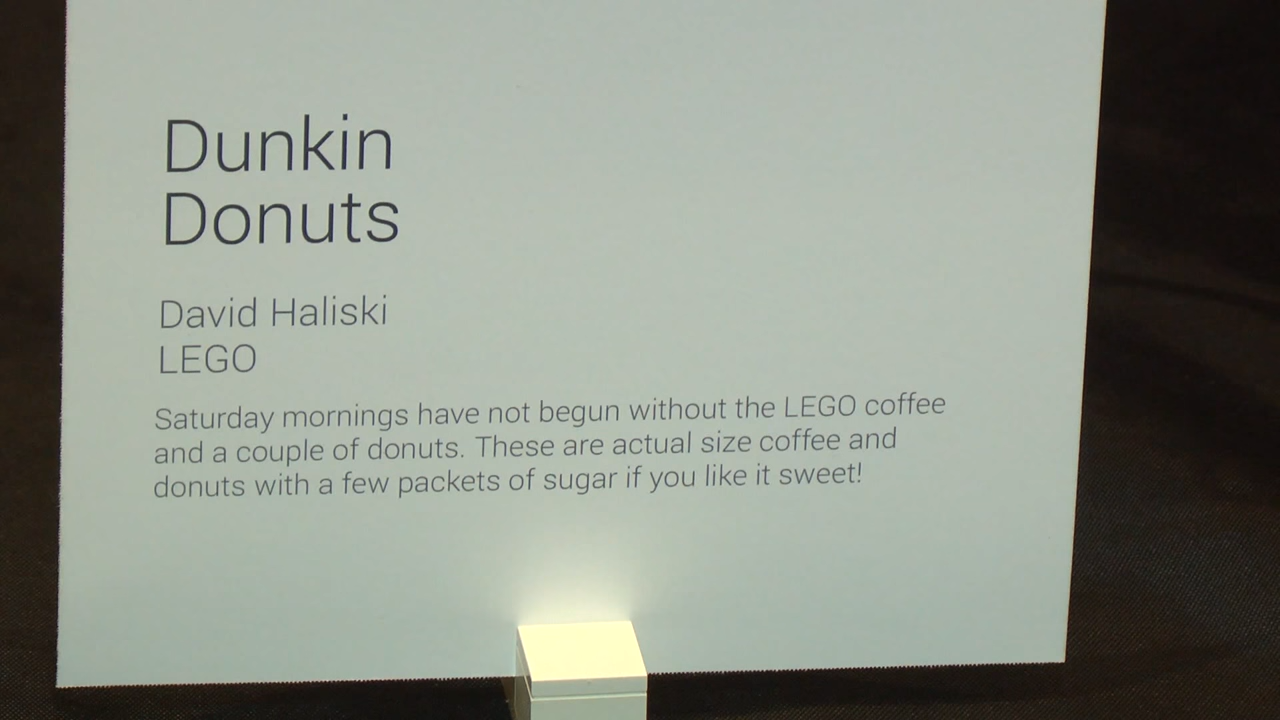 Dunkin
Donuts
David Haliski
LEGO
Saturday mornings have not begun without the LEGO coffee
and a couple of donuts. These are actual size coffee and
donuts with a few packets of sugar if you like it sweet!